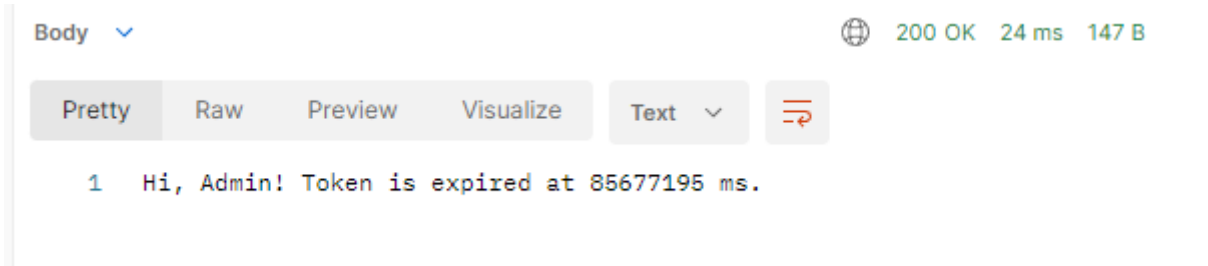 Body
200 OK 24 ms 147 B
Pretty Raw Preview Visualize Text
1 Hi, Admin! Token is expired at 85677195 ms.